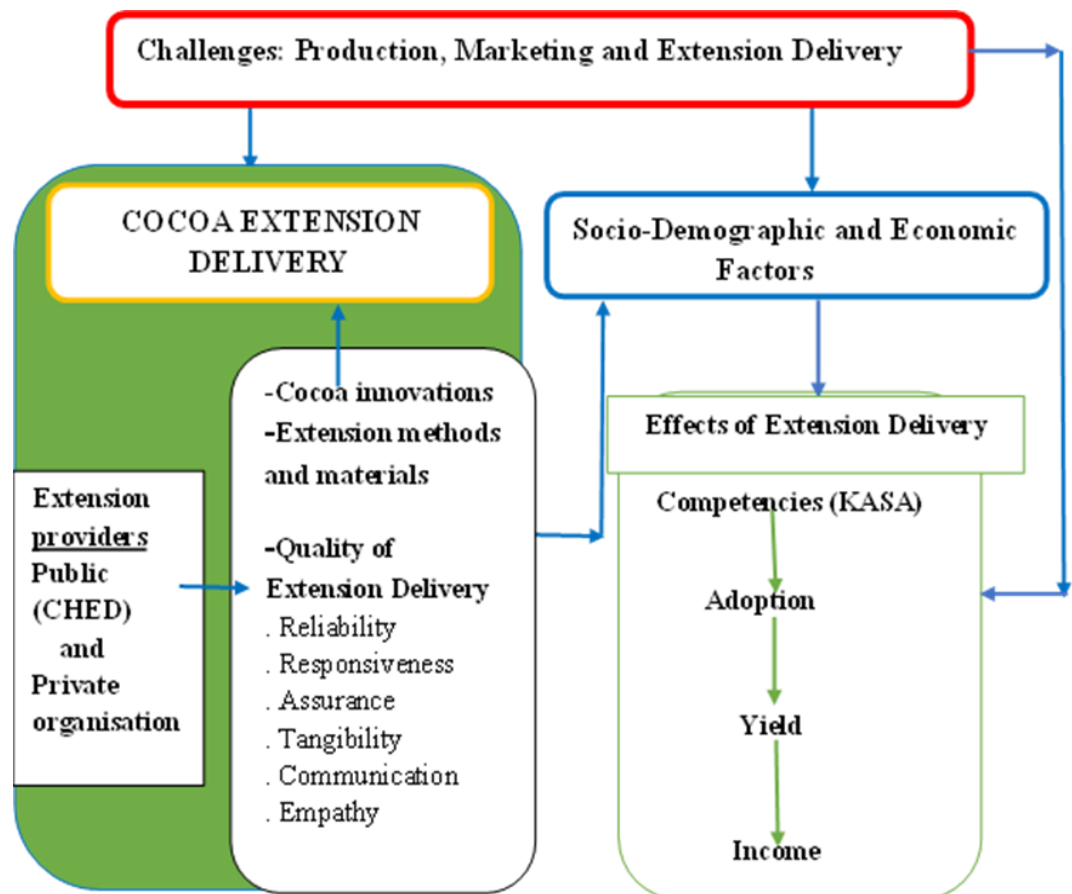 Challenges: Production, Marketing and Extension Delivery
COCOA EXTENSION
DELIVERY
Socio-Demographic and Economic
Factors
-Cocoa innovations
-Extension methods
and materials
-Quality of
Extension Delivery
. Reliability
. Responsiveness
. Assurance
. Tangibility
. Communication
. Empathy
Extension
providers
Public
(CHED)
and
Private
organisation
Effects of Extension Delivery
Competencies (KASA)
Adoption
Yield
Income